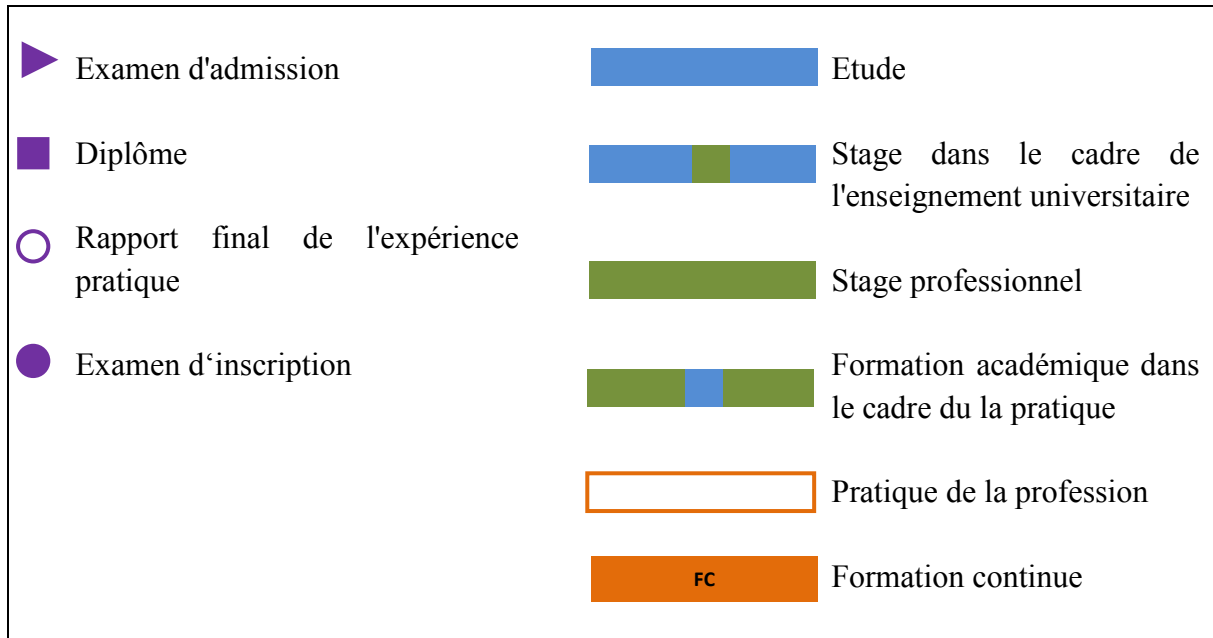 Examen d'admission
Diplôme
Rapport final de l'expérience
pratique
Examen d‘inscription
Etude
Stage dans le cadre de
l'enseignement universitaire
Stage professionnel
Formation académique dans
le cadre du la pratique
Pratique de la profession
FC
Formation continue